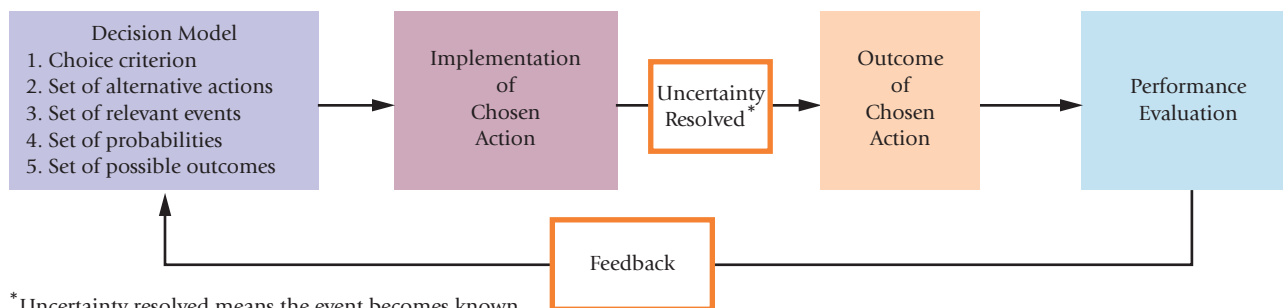 Decision Model
1. Choice criterion
2. Set of alternative actions
3. Set of relevant events
4. Set of probabilities
5. Set of possible outcomes
Implementation
of
Chosen
Action
Uncertainty
Resolved*
Outcome
of
Chosen
Action
Performance
Evaluation
Feedback
*Uncertainty resolved means the event becomes known.